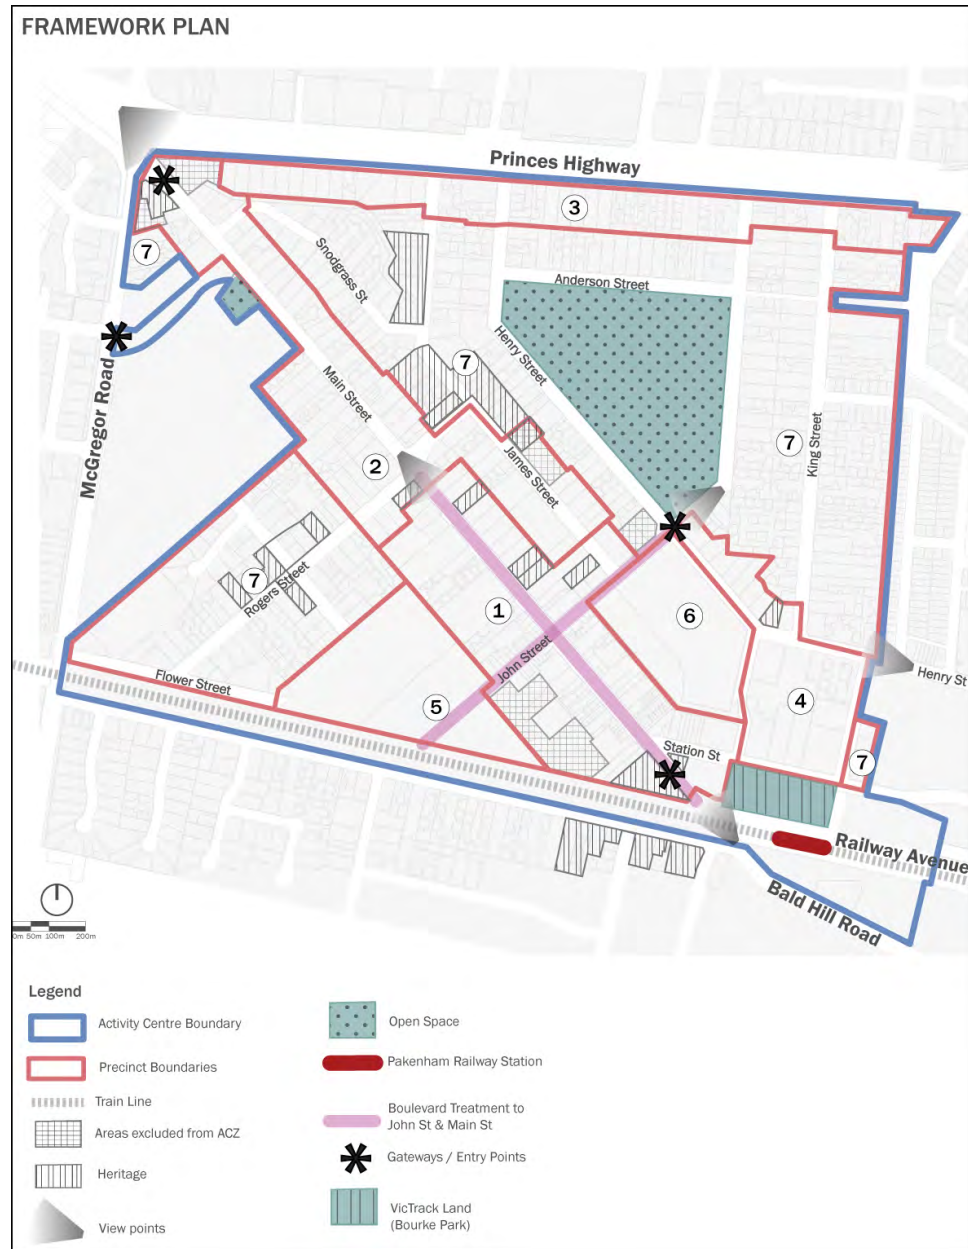 FRAMEWORK PLAN
Princes Highway
3
7
Snodgrass St
Anderson Street
Henry Street
7
McGregor Road
Main Street
7
King Street
2
James Street
7
Rogers Street
1
6
John Street
Henry St
Flower Street
5
4
Station St
7
Railway Avenue
Bald Hill Road
0m 50m 100m 200m
Legend
Activity Centre Boundary
Precinct Boundaries
Train Line
Areas excluded from ACZ
Heritage
View points
Open Space
Pakenham Railway Station
Boulevard Treatment to
John St & Main St
Gateways / Entry Points
VicTrack Land
(Bourke Park)